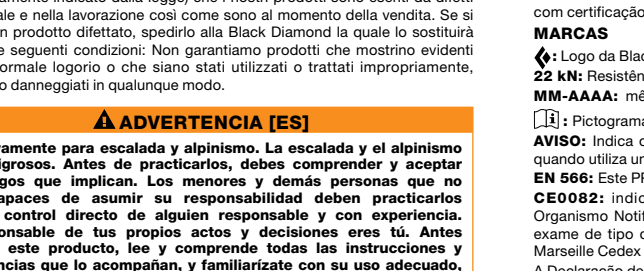 ale e nella lavorazione così come sono al momento della vendita. Se si
n prodotto difettato, spedirlo alla Black Diamond la quale lo sostituirà
e seguenti condizioni: Non garantiamo prodotti che mostrino evidenti
ormale logorio o che siano stati utilizzati o trattati impropriamente,
o danneggiati in qualunque modo.
ADVERTENCIA [ES]
vamente para escalada y alpinismo. La escalada y el alpinismo
igrosos. Antes de practicarlos, debes comprender y aceptar
gos que implican. Los menores y demás personas que no
apaces de asumir su responsabilidad deben practicarlos
control directo de alguien responsable y con experiencia.
onsable de tus propios actos y decisiones eres tú. Antes
este producto, lee y comprende todas las instrucciones y
ncias que lo acompañan, y familiarízate con su uso adecuado,
com certificação
MARCAS
: Logo da Blac
22 kN: Resistên
MM-AAAA: mê
: Pictograma
AVISO: Indica c
quando utiliza un
EN 566: Este PF
CE0082: indic
Organismo Notif
exame de tipo c
Marseille Cedex
A Declaração de